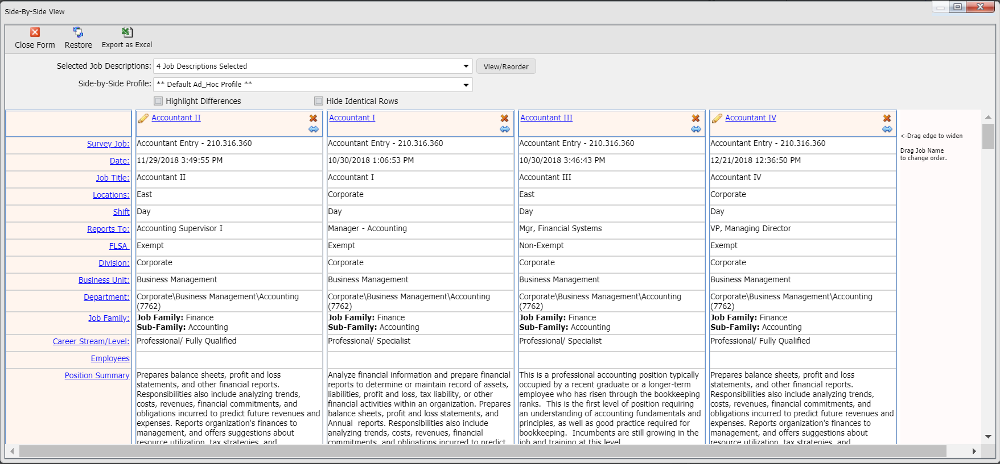 Side-By-Side View
Close Form
Restore
Export as Excel
Selected Job Descriptions:
4 Job Descriptions Selected
View/Reorder
Side-by-Side Profile:
** Default Ad_Hoc Profile **
Highlight Differences
Hide Identical Rows
Accountant II
Accountant I
Accountant III
Accountant IV
<-Drag edge to widen
Drag Job Name
to change order.
Survey Job:
Accountant Entry - 210.316.360
Accountant Entry - 210.316.360
Accountant Entry - 210.316.360
Accountant Entry - 210.316.360
Date:
11/29/2018 3:49:55 PM
10/30/2018 1:06:53 PM
10/30/2018 3:46:43 PM
12/21/2018 12:36:50 PM
Job Title:
Accountant II
Accountant I
Accountant III
Accountant IV
Locations:
East
Corporate
East
Corporate
Shift
Day
Day
Day
Day
Reports To:
Accounting Supervisor I
Manager - Accounting
Mgr, Financial Systems
VP, Managing Director
FLSA
Exempt
Exempt
Non-Exempt
Exempt
Division:
Corporate
Corporate
Corporate
Corporate
Business Unit:
Business Management
Business Management
Business Management
Business Management
Department:
Corporate\Business Management\Accounting
(7762)
Corporate\Business Management\Accounting
(7762)
Corporate\Business Management\Accounting
(7762)
Corporate\Business Management\Accounting
(7762)
Job Family:
Job Family: Finance
Sub-Family: Accounting
Job Family: Finance
Sub-Family: Accounting
Job Family: Finance
Sub-Family: Accounting
Job Family: Finance
Sub-Family: Accounting
Career Stream/Level:
Professional/ Fully Qualified
Professional/ Specialist
Professional/ Specialist
Professional/ Fully Qualified
Employees
Position Summary
Prepares balance sheets, profit and loss
statements, and other financial reports.
Responsibilities also include analyzing trends,
costs, revenues, financial commitments, and
obligations incurred to predict future revenues and
expenses. Reports organization's finances to
management, and offers suggestions about
resource utilization, tax strategies, and
Analyze financial information and prepare financial
reports to determine or maintain record of assets,
liabilities, profit and loss, tax liability, or other
financial activities within an organization. Prepares
balance sheets, profit and loss statements, and
Annual  reports. Responsibilities also include
analyzing trends, costs, revenues, financial
commitments, and obligations incurred to predict
This is a professional accounting position typically
occupied by a recent graduate or a longer-term
employee who has risen through the bookkeeping
ranks.  This is the first level of position requiring
an understanding of accounting fundamentals and
principles, as well as good practice required for
bookkeeping.  Incumbents are still growing in the
job and training at this level.
Prepares balance sheets, profit and loss
statements, and other financial reports.
Responsibilities also include analyzing trends,
costs, revenues, financial commitments, and
obligations incurred to predict future revenues and
expenses. Reports organization's finances to
management, and offers suggestions about
resource utilization, tax strategies, and